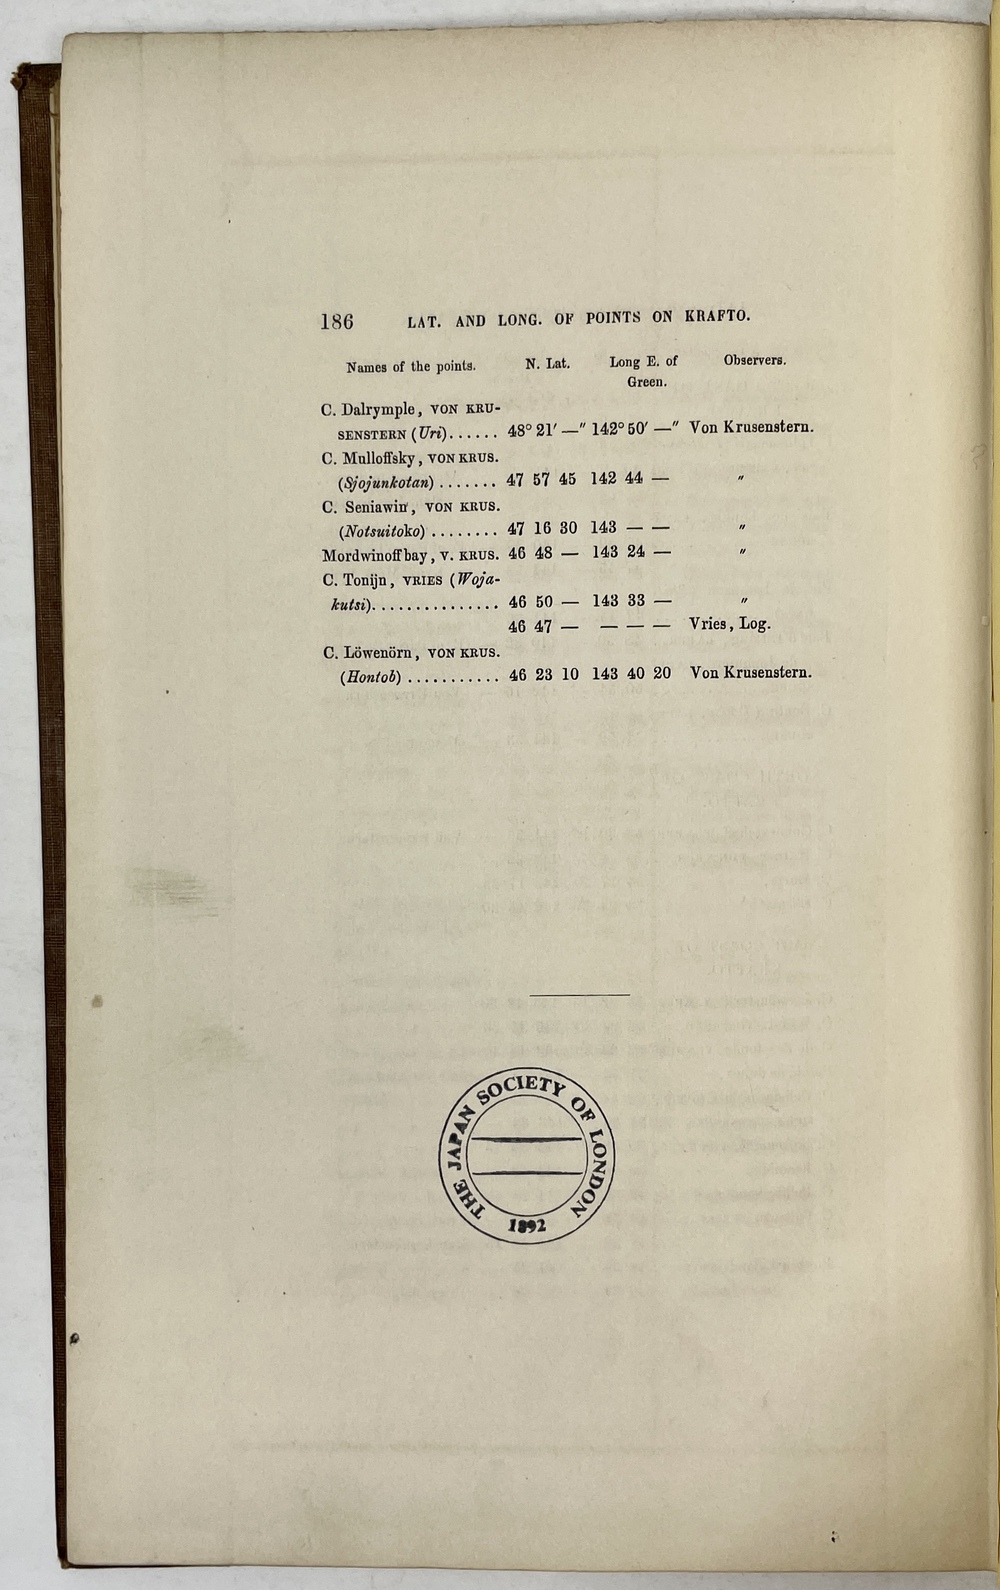 186 LAT. AND LONG. OF POINTS ON KRAFTO.
Names of the points. N. Lat. Long E. of Observers.
Green.
C. Dalrymple, VON KRU-
SENSTERN (Uri)...... 48° 21′ —″ 142° 50′ —″ Von Krusenstern.
C. Mulloffsky, VON KRUS.
(Sjojunkotan) ....... 47 57 45 142 44 — ″
C. Seniawin, VON KRUS.
(Notsuitoko) ........ 47 16 30 143 — — ″
Mordwinoff bay, V. KRUS. 46 48 — 143 24 — ″
C. Tonijn, VRIES (Woja-
kutsi)............... 46 50 — 143 33 — ″
46 47 — — — — Vries, Log.
C. Löwenörn, VON KRUS.
(Hontob) ........... 46 23 10 143 40 20 Von Krusenstern.
THE JAPAN SOCIETY OF LONDON
1892